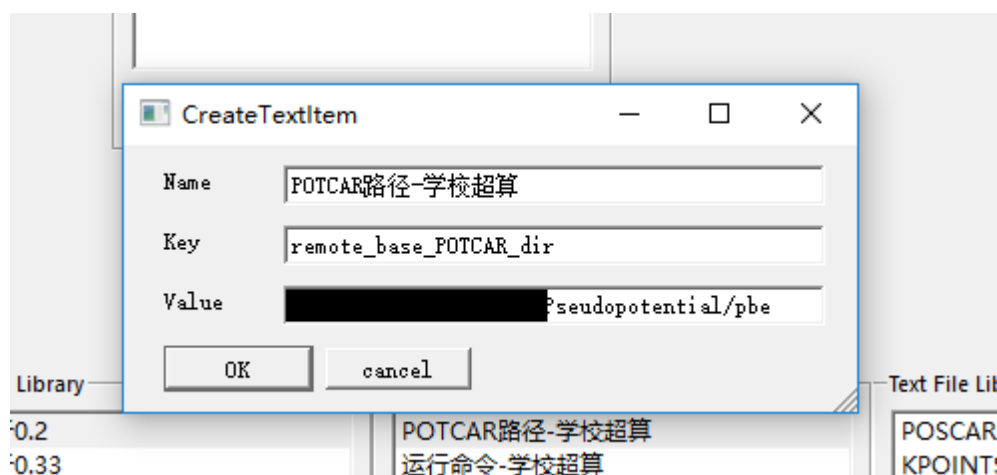 CreateTextItem
Name POTCAR路径-学校超算
Key remote_base_POTCAR_dir
Value Pseudopotential/pbe
OK cancel
Library
Text File Lib
0.2
POTCAR路径-学校超算
POSCAR
0.33
运行命令-学校超算
KPOINTS